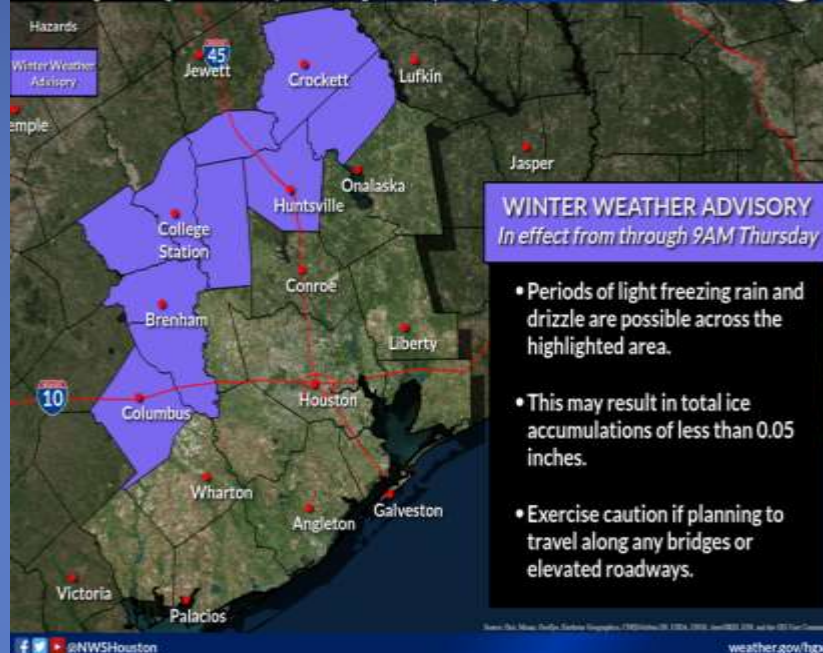 Hazards
Winter Weather
Advisory
45
Jewett
Crockett
Lufkin
emple
Jasper
Onalaska
Huntsville
College
Station
Conroe
Brenham
Liberty
10
Columbus
Houston
Wharton
Angleton
Galveston
Victoria
Palacios
WINTER WEATHER ADVISORY
In effect from through 9AM Thursday
• Periods of light freezing rain and
drizzle are possible across the
highlighted area.
• This may result in total ice
accumulations of less than 0.05
inches.
• Exercise caution if planning to
travel along any bridges or
elevated roadways.
@NWSHouston
weather.gov/hgx